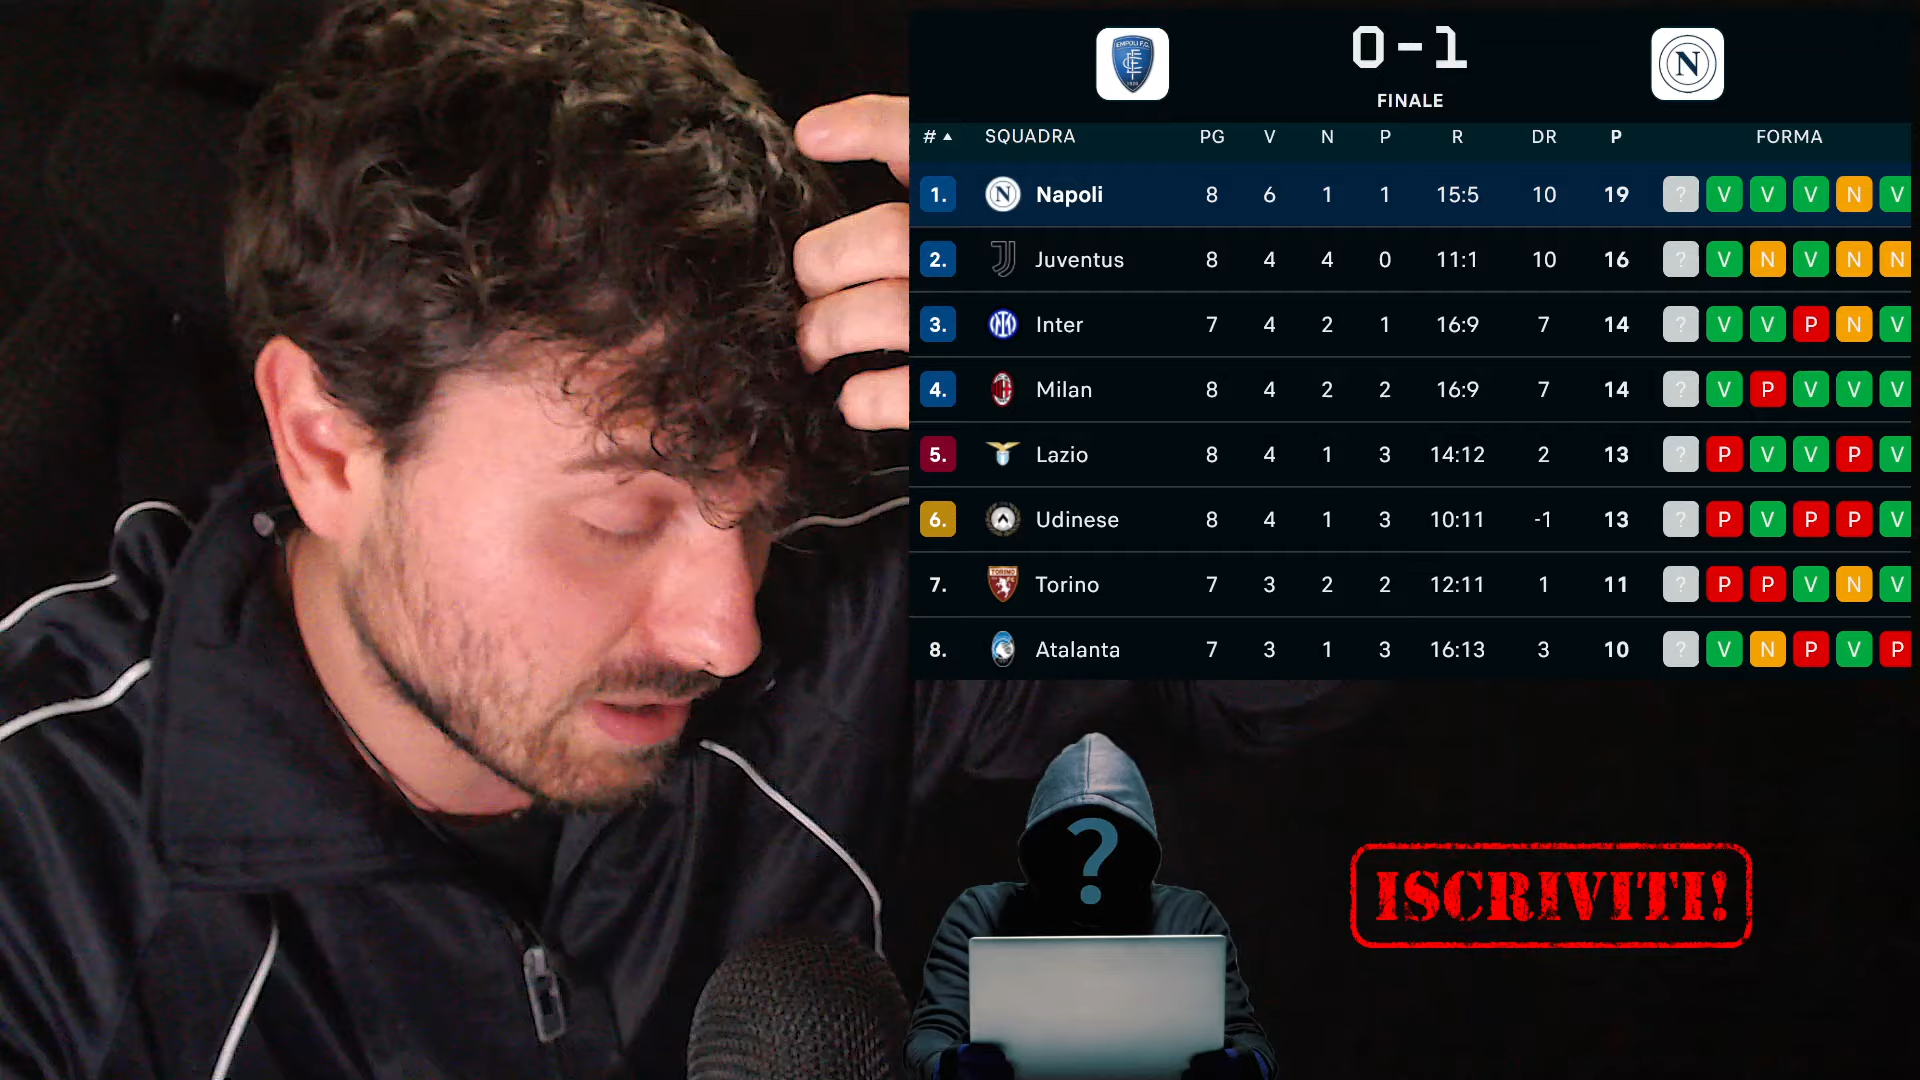 0-1
FINALE
EMPOLI F.C.
N
# SQUADRA PG V N P R DR P FORMA
1. N Napoli 8 6 1 1 15:5 10 19 ? V V V N V
2. Juventus 8 4 4 0 11:1 10 16 ? V N V N N
3. Inter 7 4 2 1 16:9 7 14 ? V V P N V
4. Milan 8 4 2 2 16:9 7 14 ? V P V V V
5. Lazio 8 4 1 3 14:12 2 13 ? P V V P V
6. Udinese 8 4 1 3 10:11 -1 13 ? P V P P V
7. Torino 7 3 2 2 12:11 1 11 ? P P V N V
8. Atalanta 7 3 1 3 16:13 3 10 ? V N P V P
?
ISCRIVITI!